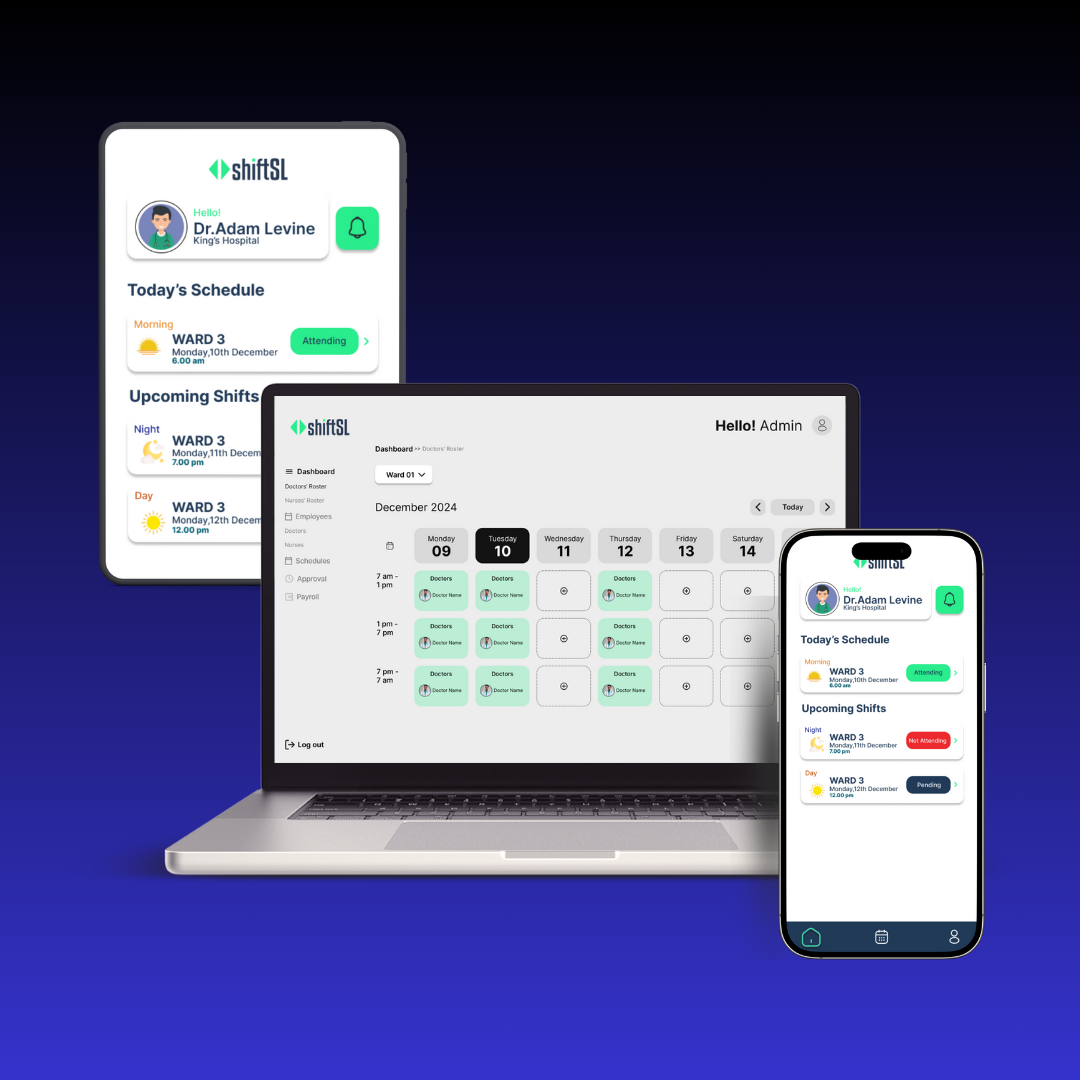 shiftSL
Hello!
Dr.Adam Levine
King's Hospital
Today's Schedule
Morning
WARD 3
Monday,10th December
6.00 am
Attending
Upcoming Shifts
Night
WARD 3
Monday,11th Decem
7.00 pm
Day
WARD 3
Monday,12th Decem
12.00 pm
shiftSL
Hello! Admin
Dashboard >> Doctors' Roster
Ward 01
Dashboard
Doctors' Roster
Nurses' Roster
Employees
Doctors
Nurses
Schedules
Approval
Payroll
Log out
December 2024
Today
Monday
09
Tuesday
10
Wednesday
11
Thursday
12
Friday
13
Saturday
14
7 am -
1 pm
Doctors
Doctor Name
Doctors
Doctor Name
Doctors
Doctor Name
1 pm -
7 pm
Doctors
Doctor Name
Doctors
Doctor Name
Doctors
Doctor Name
7 pm -
7 am
Doctors
Doctor Name
Doctors
Doctor Name
Doctors
Doctor Name
shiftSL
Hello!
Dr.Adam Levine
King's Hospital
Today's Schedule
Morning
WARD 3
Monday,10th December
6.00 am
Attending
Upcoming Shifts
Night
WARD 3
Monday,11th December
7.00 pm
Not Attending
Day
WARD 3
Monday,12th December
12.00 pm
Pending